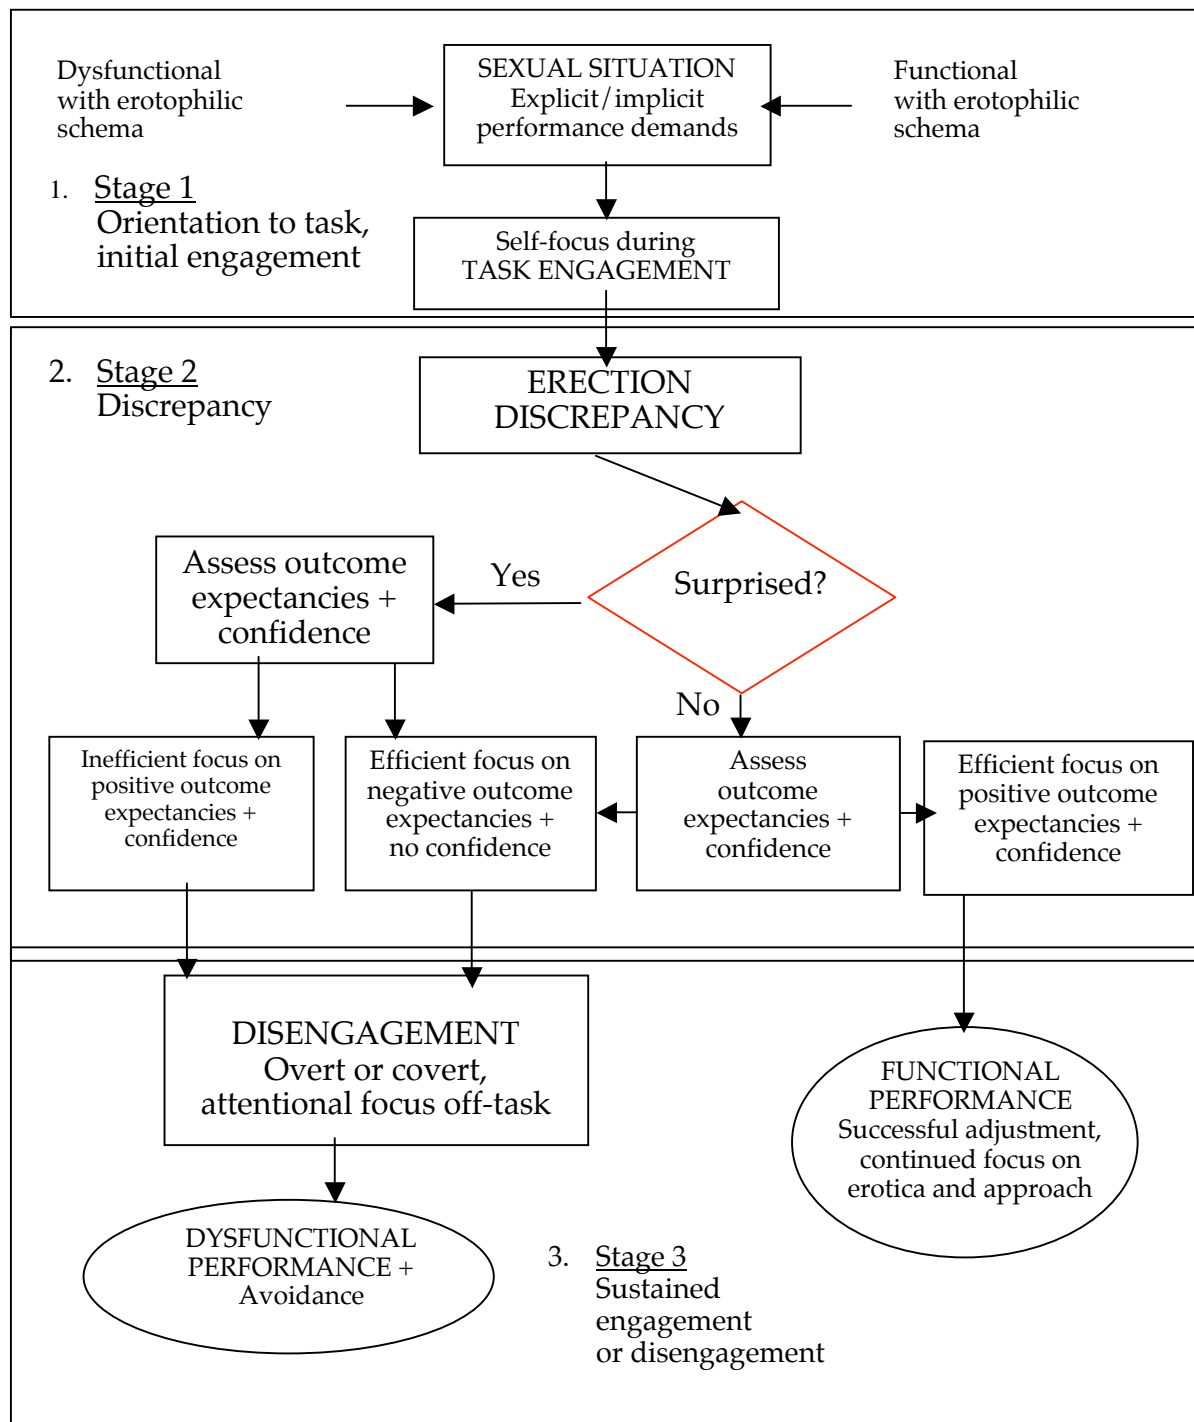 Dysfunctional
with erotophilic
schema
SEXUAL SITUATION
Explicit/implicit
performance demands
Functional
with erotophilic
schema
1. Stage 1
Orientation to task,
initial engagement
Self-focus during
TASK ENGAGEMENT
2. Stage 2
Discrepancy
ERECTION
DISCREPANCY
Surprised?
Yes
Assess outcome
expectancies +
confidence
No
Inefficient focus on
positive outcome
expectancies +
confidence
Efficient focus on
negative outcome
expectancies +
no confidence
Assess
outcome
expectancies +
confidence
Efficient focus on
positive outcome
expectancies +
confidence
DISENGAGEMENT
Overt or covert,
attentional focus off-task
FUNCTIONAL
PERFORMANCE
Successful adjustment,
continued focus on
erotica and approach
DYSFUNCTIONAL
PERFORMANCE +
Avoidance
3. Stage 3
Sustained
engagement
or disengagement